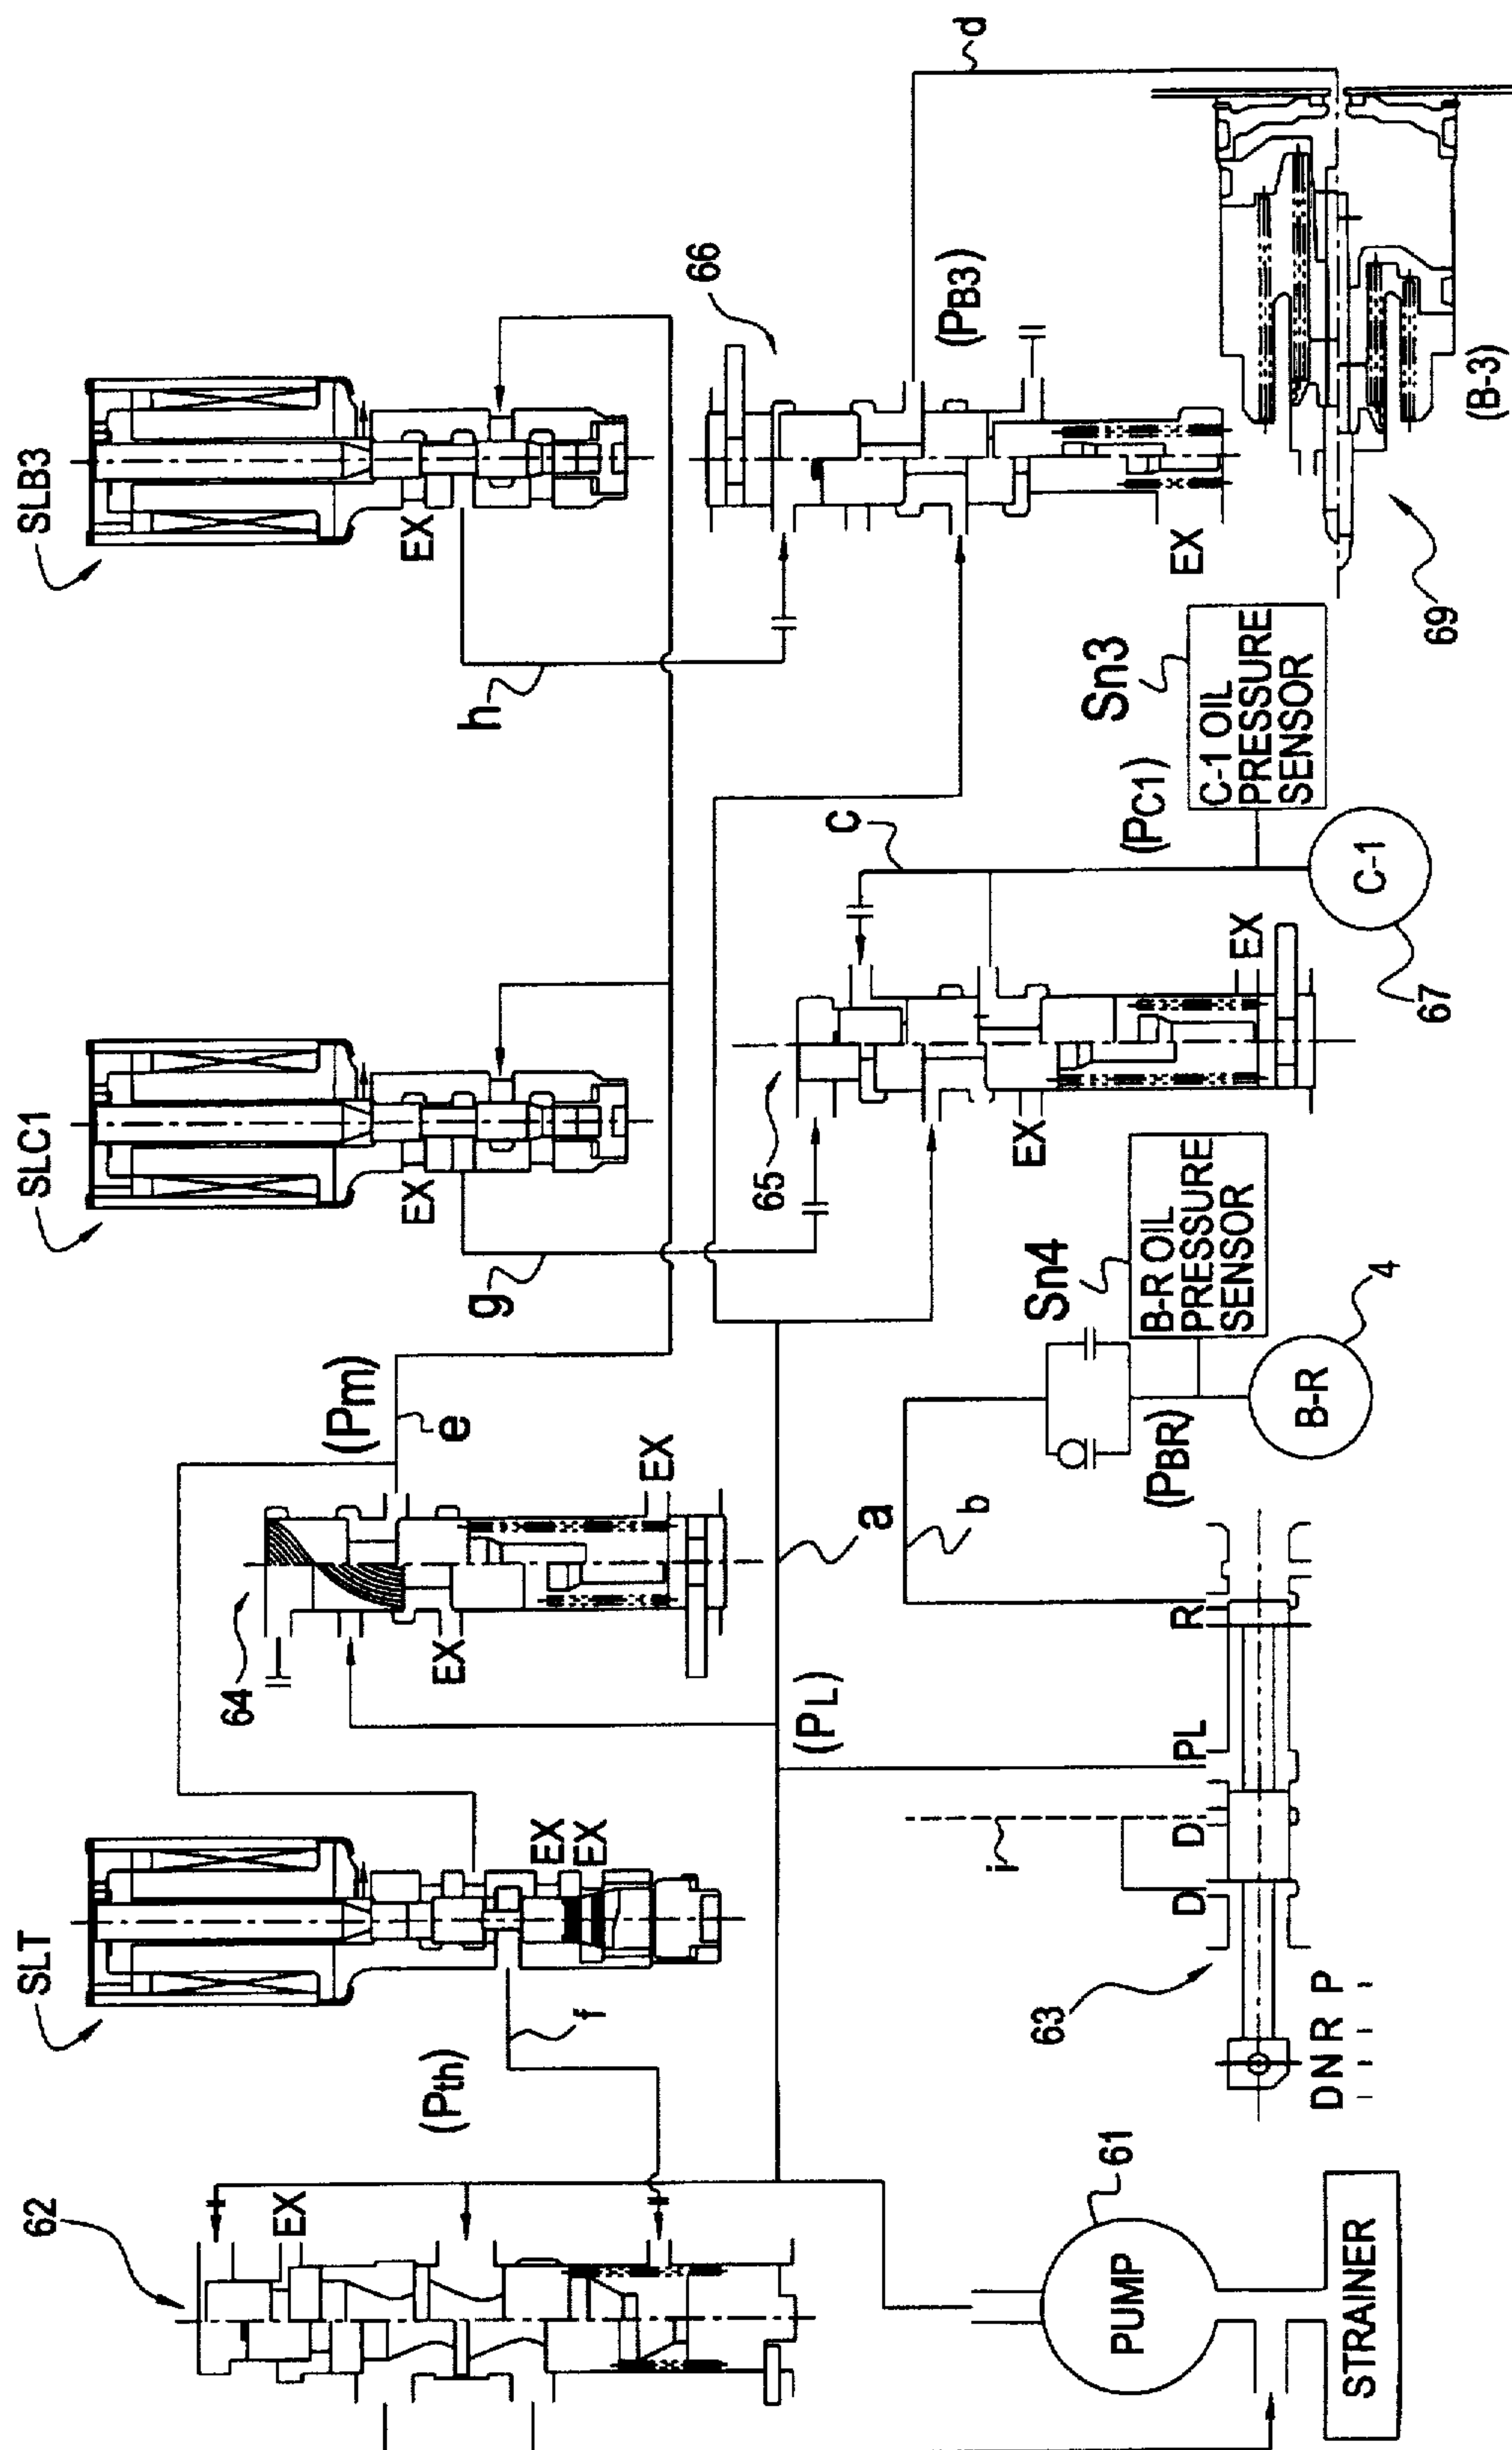 SLT
SLC1
SLB3
62
EX
(Pth)
f
EX
EX
64
EX
EX
(Pm)
e
EX
g
EX
h
66
(PB3)
d
EX
65
EX
EX
c
(PC1)
Sn3
C-1 OIL
PRESSURE
SENSOR
C-1
67
69
(B-3)
a
(PL)
b
Sn4
B-R OIL
PRESSURE
SENSOR
(PBR)
B-R
4
63
D
D
PL
R
i
D N R P
61
PUMP
STRAINER